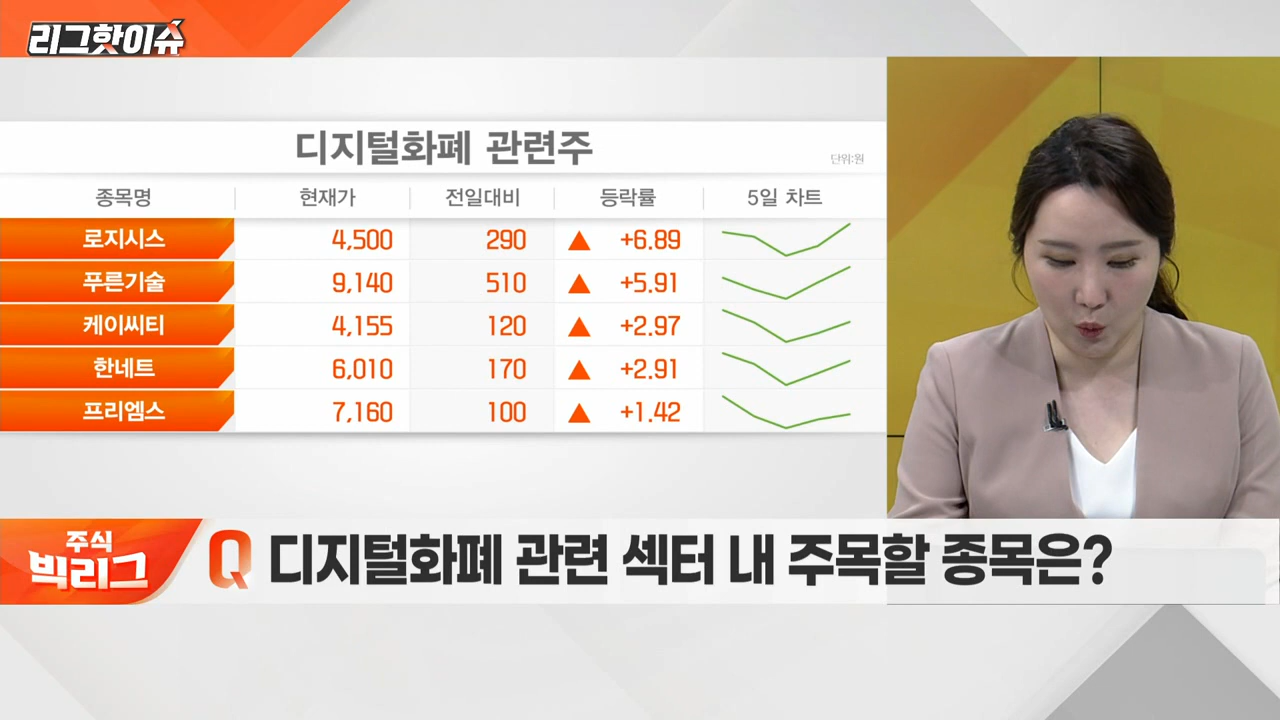 리그핫이슈
디지털화폐 관련주
단위:원
종목명 현재가 전일대비 등락률 5일 차트
로지시스 4,500 290 ▲ +6.89
푸른기술 9,140 510 ▲ +5.91
케이씨티 4,155 120 ▲ +2.97
한네트 6,010 170 ▲ +2.91
프리엠스 7,160 100 ▲ +1.42
주식
빅리그
Q 디지털화폐 관련 섹터 내 주목할 종목은?